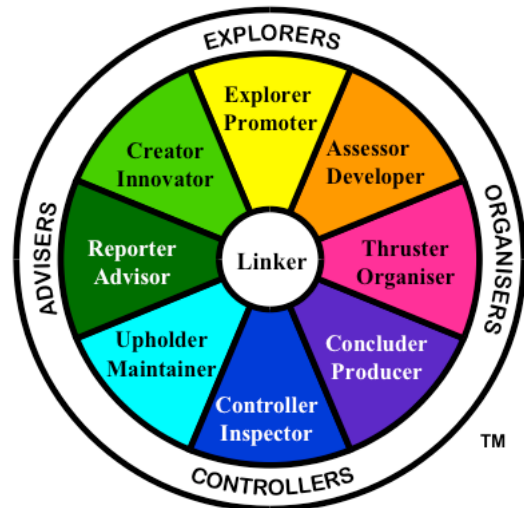 EXPLORERS
Explorer
Promoter
Creator
Innovator
Assessor
Developer
ADVISERS
Reporter
Advisor
Linker
Thruster
Organiser
ORGANISERS
Upholder
Maintainer
Concluder
Producer
Controller
Inspector
CONTROLLERS
TM